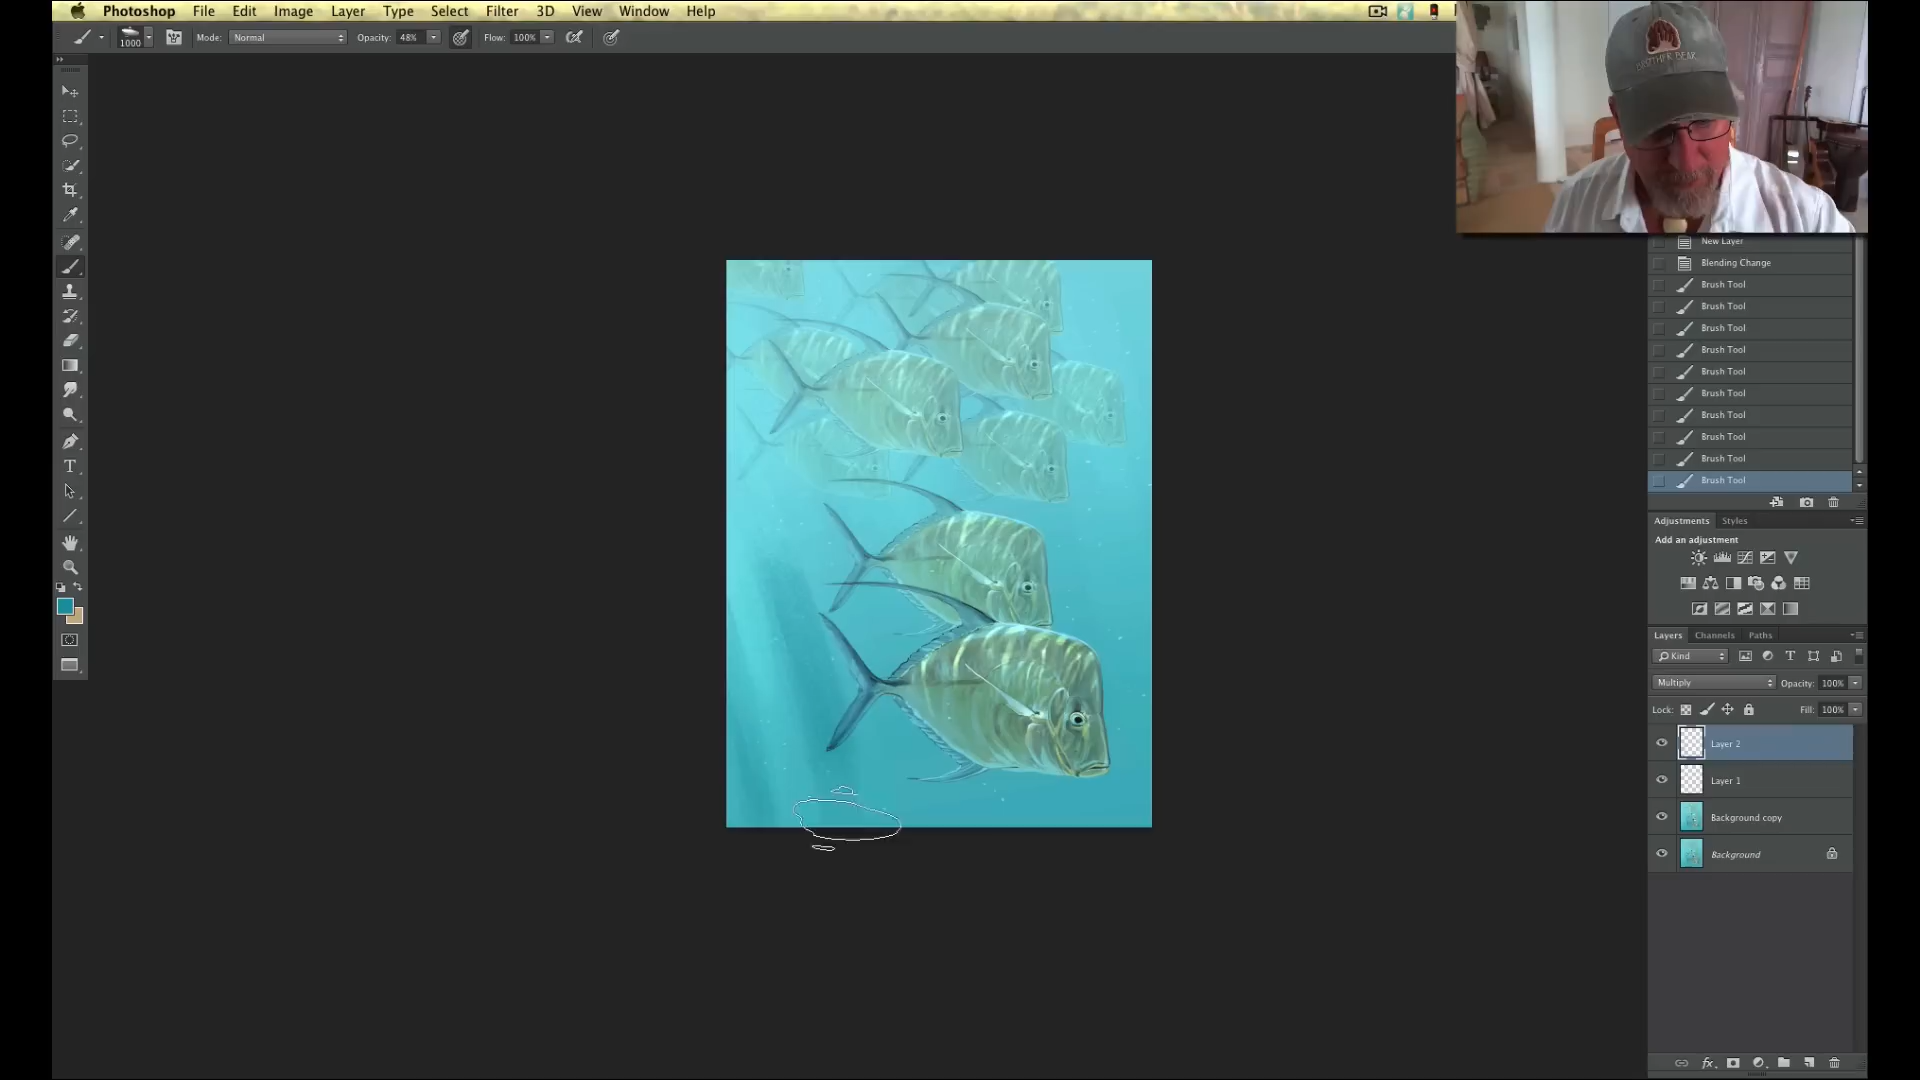 Photoshop File Edit Image Layer Type Select Filter 3D View Window Help
1000 Mode: Normal Opacity: 48% Flow: 100%
BROTHER BEAR
New Layer
Blending Change
Brush Tool
Brush Tool
Brush Tool
Brush Tool
Brush Tool
Brush Tool
Brush Tool
Brush Tool
Brush Tool
Brush Tool
Adjustments Styles
Add an adjustment
Layers Channels Paths
Kind
Multiply Opacity: 100%
Lock: Fill: 100%
Layer 2
Layer 1
Background copy
Background